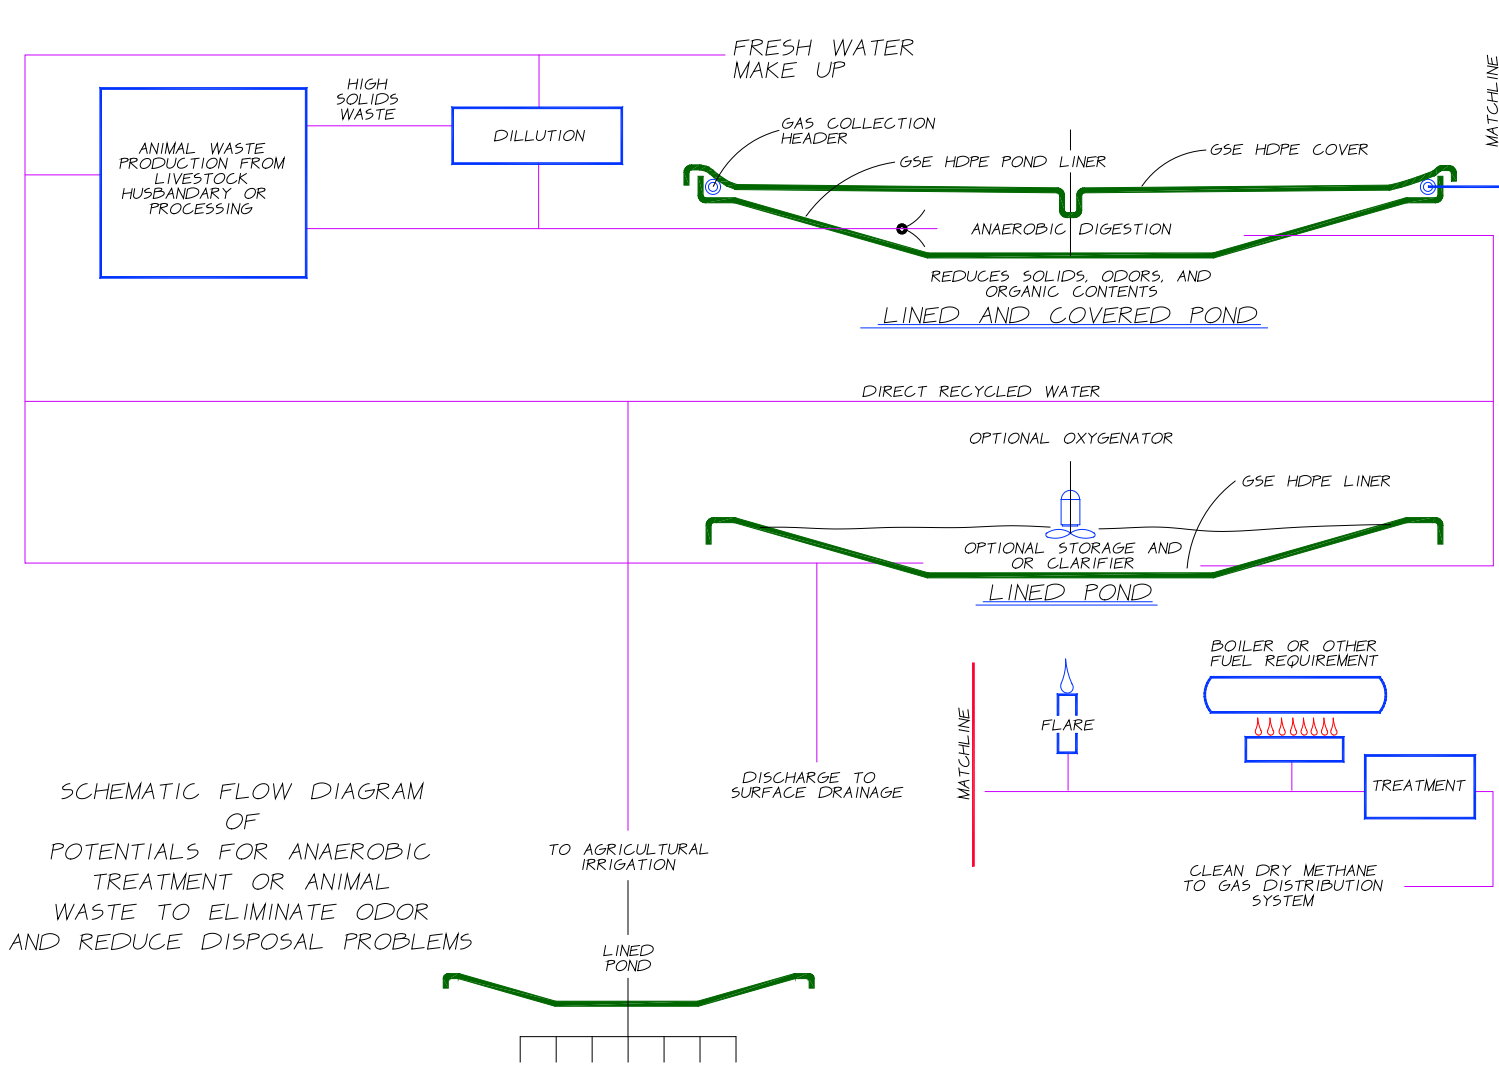 FRESH WATER
MAKE UP
MATCHLINE
HIGH
SOLIDS
WASTE
ANIMAL WASTE
PRODUCTION FROM
LIVESTOCK
HUSBANDARY OR
PROCESSING
DILLUTION
GAS COLLECTION
HEADER
GSE HDPE POND LINER
GSE HDPE COVER
ANAEROBIC DIGESTION
REDUCES SOLIDS, ODORS, AND
ORGANIC CONTENTS
LINED AND COVERED POND
DIRECT RECYCLED WATER
OPTIONAL OXYGENATOR
GSE HDPE LINER
OPTIONAL STORAGE AND
OR CLARIFIER
LINED POND
BOILER OR OTHER
FUEL REQUIREMENT
MATCHLINE
FLARE
TREATMENT
DISCHARGE TO
SURFACE DRAINAGE
CLEAN DRY METHANE
TO GAS DISTRIBUTION
SYSTEM
TO AGRICULTURAL
IRRIGATION
LINED
POND
SCHEMATIC FLOW DIAGRAM
OF
POTENTIALS FOR ANAEROBIC
TREATMENT OR ANIMAL
WASTE TO ELIMINATE ODOR
AND REDUCE DISPOSAL PROBLEMS